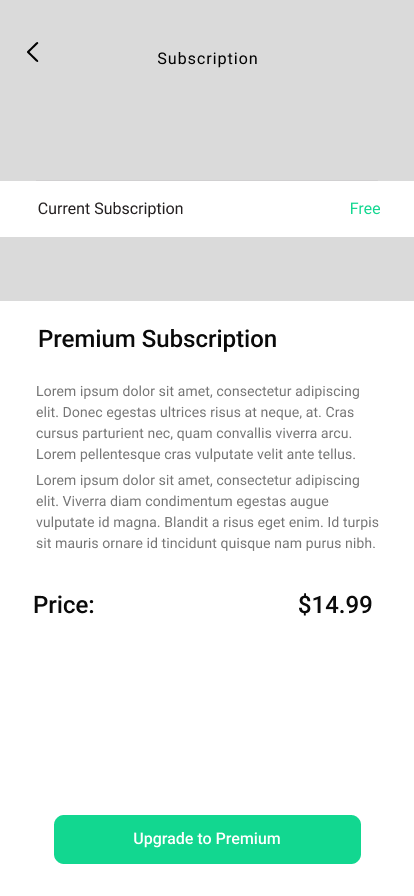 Subscription
Current Subscription Free
Premium Subscription
Lorem ipsum dolor sit amet, consectetur adipiscing
elit. Donec egestas ultrices risus at neque, at. Cras
cursus parturient nec, quam convallis viverra arcu.
Lorem pellentesque cras vulputate velit ante tellus.
Lorem ipsum dolor sit amet, consectetur adipiscing
elit. Viverra diam condimentum egestas augue
vulputate id magna. Blandit a risus eget enim. Id turpis
sit mauris ornare id tincidunt quisque nam purus nibh.
Price: $14.99
Upgrade to Premium